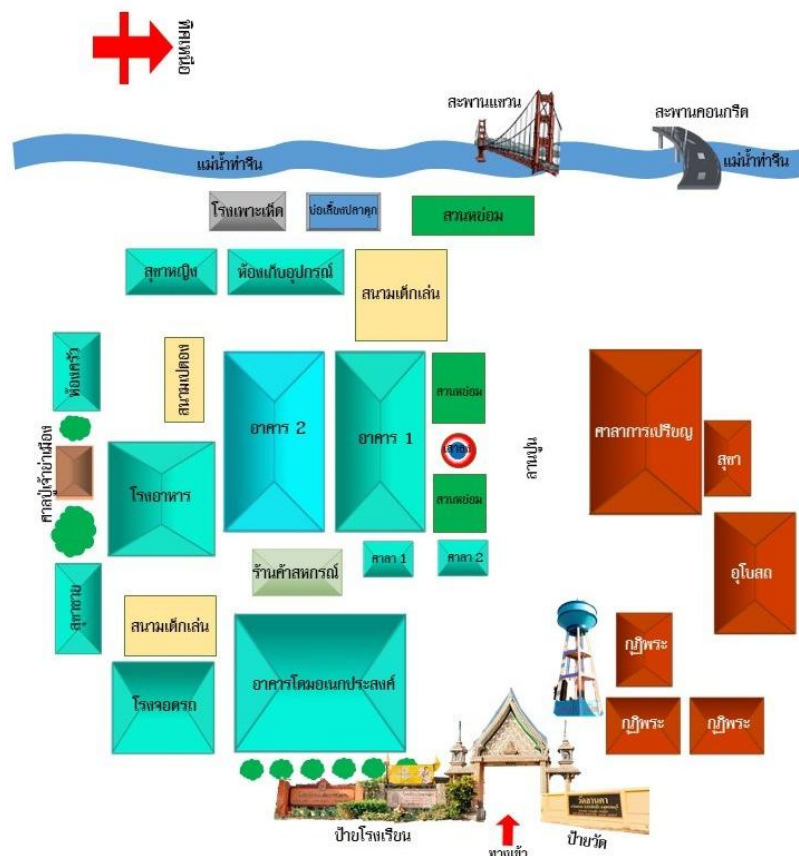 ทิศเหนือ
สะพานแขวน
สะพานคอนกรีต
แม่น้ำท่าจีน
แม่น้ำท่าจีน
โรงเพาะเห็ด
บ่อเลี้ยงปลาดุก
สวนหย่อม
สุขาหญิง
ห้องเก็บอุปกรณ์
สนามเด็กเล่น
ห้องครัว
สนามเปตอง
อาคาร 2
อาคาร 1
สวนหย่อม
ศาลาการเปรียญ
สุขา
ลานปูน
เสาธง
ศาลปู่เจ้าย่าเมือง
โรงอาหาร
สวนหย่อม
อุโบสถ
ร้านค้าสหกรณ์
ศาลา 1
ศาลา 2
สุขาชาย
สนามเด็กเล่น
กุฏิพระ
อาคารโดมอเนกประสงค์
โรงจอดรถ
กุฏิพระ
กุฏิพระ
ป้ายโรงเรียน
ป้ายวัด
ทางเข้า